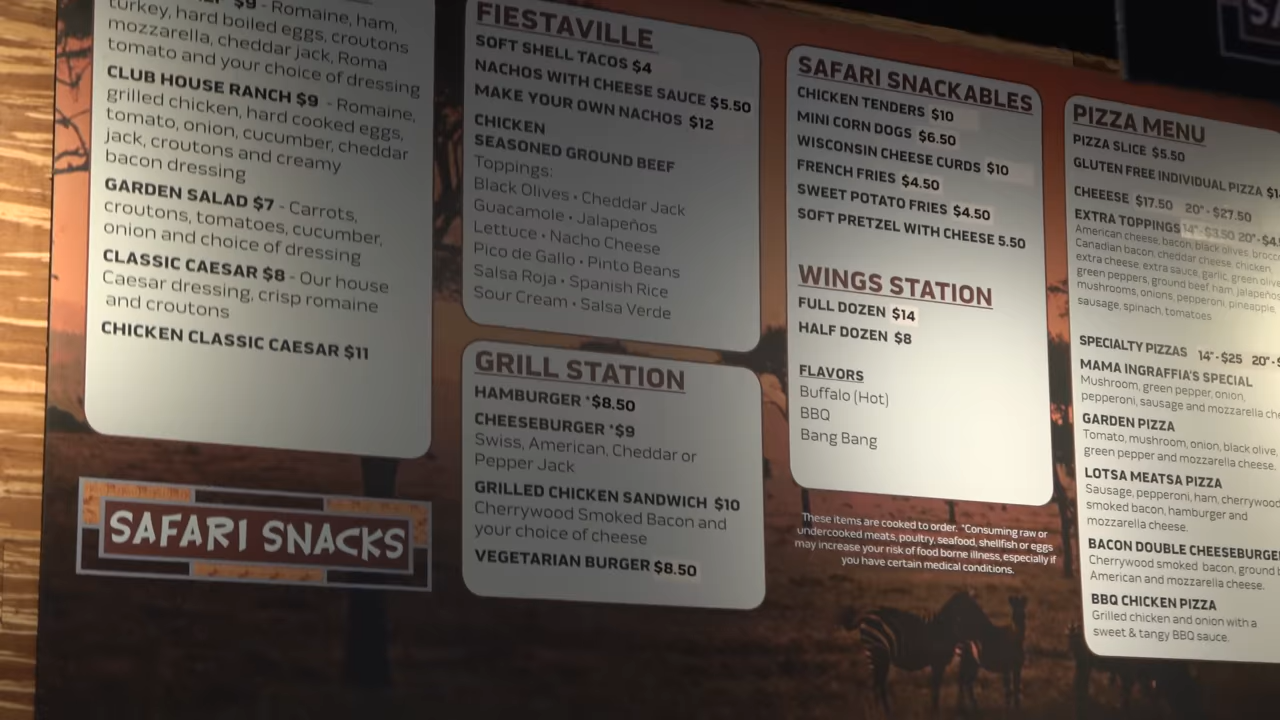 $9 - Romaine, ham,
turkey, hard boiled eggs, croutons
mozzarella, cheddar jack, Roma
tomato and your choice of dressing
CLUB HOUSE RANCH $9 - Romaine,
grilled chicken, hard cooked eggs,
tomato, onion, cucumber, cheddar
jack, croutons and creamy
bacon dressing
GARDEN SALAD $7 - Carrots,
croutons, tomatoes, cucumber,
onion and choice of dressing
CLASSIC CAESAR $8 - Our house
Caesar dressing, crisp romaine
and croutons
CHICKEN CLASSIC CAESAR $11
SAFARI SNACKS
FIESTAVILLE
SOFT SHELL TACOS $4
NACHOS WITH CHEESE SAUCE $5.50
MAKE YOUR OWN NACHOS $12
CHICKEN
SEASONED GROUND BEEF
Toppings:
Black Olives • Cheddar Jack
Guacamole • Jalapeños
Lettuce • Nacho Cheese
Pico de Gallo • Pinto Beans
Salsa Roja • Spanish Rice
Sour Cream • Salsa Verde
GRILL STATION
HAMBURGER *$8.50
CHEESEBURGER *$9
Swiss, American, Cheddar or
Pepper Jack
GRILLED CHICKEN SANDWICH $10
Cherrywood Smoked Bacon and
your choice of cheese
VEGETARIAN BURGER $8.50
SAFARI SNACKABLES
CHICKEN TENDERS $10
MINI CORN DOGS $6.50
WISCONSIN CHEESE CURDS $10
FRENCH FRIES $4.50
SWEET POTATO FRIES $4.50
SOFT PRETZEL WITH CHEESE 5.50
WINGS STATION
FULL DOZEN $14
HALF DOZEN $8
FLAVORS
Buffalo (Hot)
BBQ
Bang Bang
These items are cooked to order. *Consuming raw or
undercooked meats, poultry, seafood, shellfish or eggs
may increase your risk of food borne illness, especially if
you have certain medical conditions.
PIZZA MENU
PIZZA SLICE $5.50
GLUTEN FREE INDIVIDUAL PIZZA
CHEEESE $17.50 20"-$27.50
EXTRA TOPPINGS 14"-$3.50 20"-
American cheese, bacon, black olives,
Canadian bacon, cheddar cheese, chicken
extra cheese, extra sauce, garlic, green
green peppers, ground beef, ham,
mushrooms, onions, pepperoni, pineapple,
sausage, spinach, tomatoes
SPECIALTY PIZZAS 14"-$25 20"-
MAMA INGRAFFIA'S SPECIAL
Mushroom, green pepper, onion,
pepperoni, sausage and mozzarella
GARDEN PIZZA
Tomato, mushroom, onion, black olive,
green pepper and mozzarella cheese.
LOTSA MEATSA PIZZA
Sausage, pepperoni, ham,
smoked bacon, hamburger and
mozzarella cheese.
BACON DOUBLE
Cherrywood smoked bacon, ground
American and mozzarella cheese.
BBQ CHICKEN PIZZA
Grilled chicken and onion with a
sweet & tangy BBQ sauce.